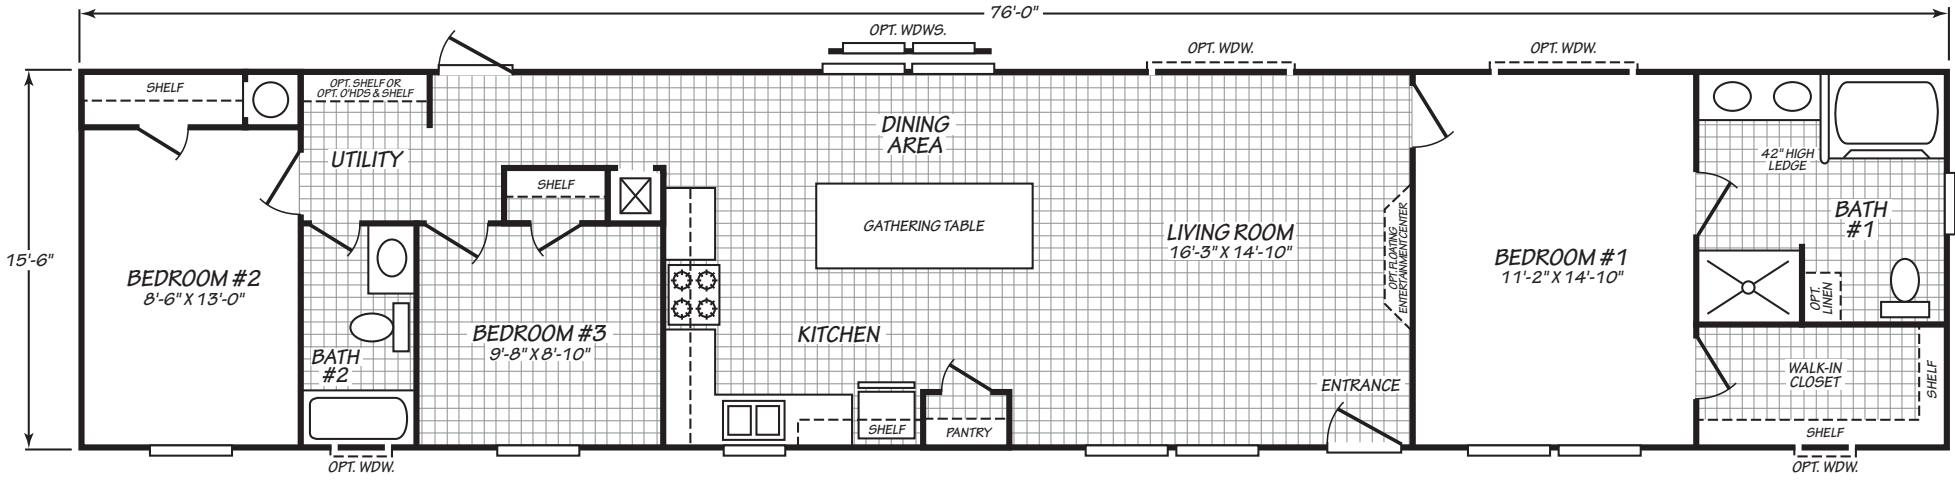 76'-0"
OPT. WDWS.
OPT. WDW.
OPT. WDW.
SHELF
OPT. SHELF OR
OPT. O'HDS & SHELF
DINING
AREA
UTILITY
42" HIGH
LEDGE
SHELF
BATH
#1
GATHERING TABLE
LIVING ROOM
16'-3" X 14'-10"
OPT. FLOATING
ENTERTAINMENT CENTER
15'-6"
BEDROOM #2
8'-6" X 13'-0"
BEDROOM #1
11'-2" X 14'-10"
OPT.
LINEN
BEDROOM #3
9'-8" X 8'-10"
KITCHEN
BATH
#2
ENTRANCE
WALK-IN
CLOSET
SHELF
SHELF
PANTRY
SHELF
OPT. WDW.
OPT. WDW.